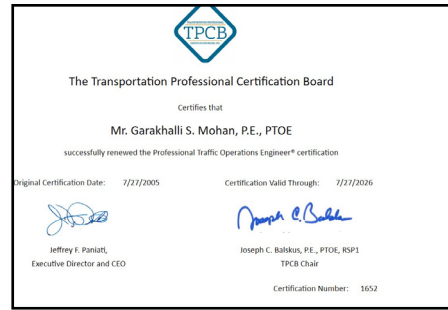 TPCB
The Transportation Professional Certification Board
Certifies that
Mr. Garakhalli S. Mohan, P.E., PTOE
successfully renewed the Professional Traffic Operations Engineer® certification
Original Certification Date: 7/27/2005 Certification Valid Through: 7/27/2026
Joseph C. Balskus
Jeffrey F. Paniati, Joseph C. Balskus, P.E., PTOE, RSP1
Executive Director and CEO TPCB Chair
Certification Number: 1652